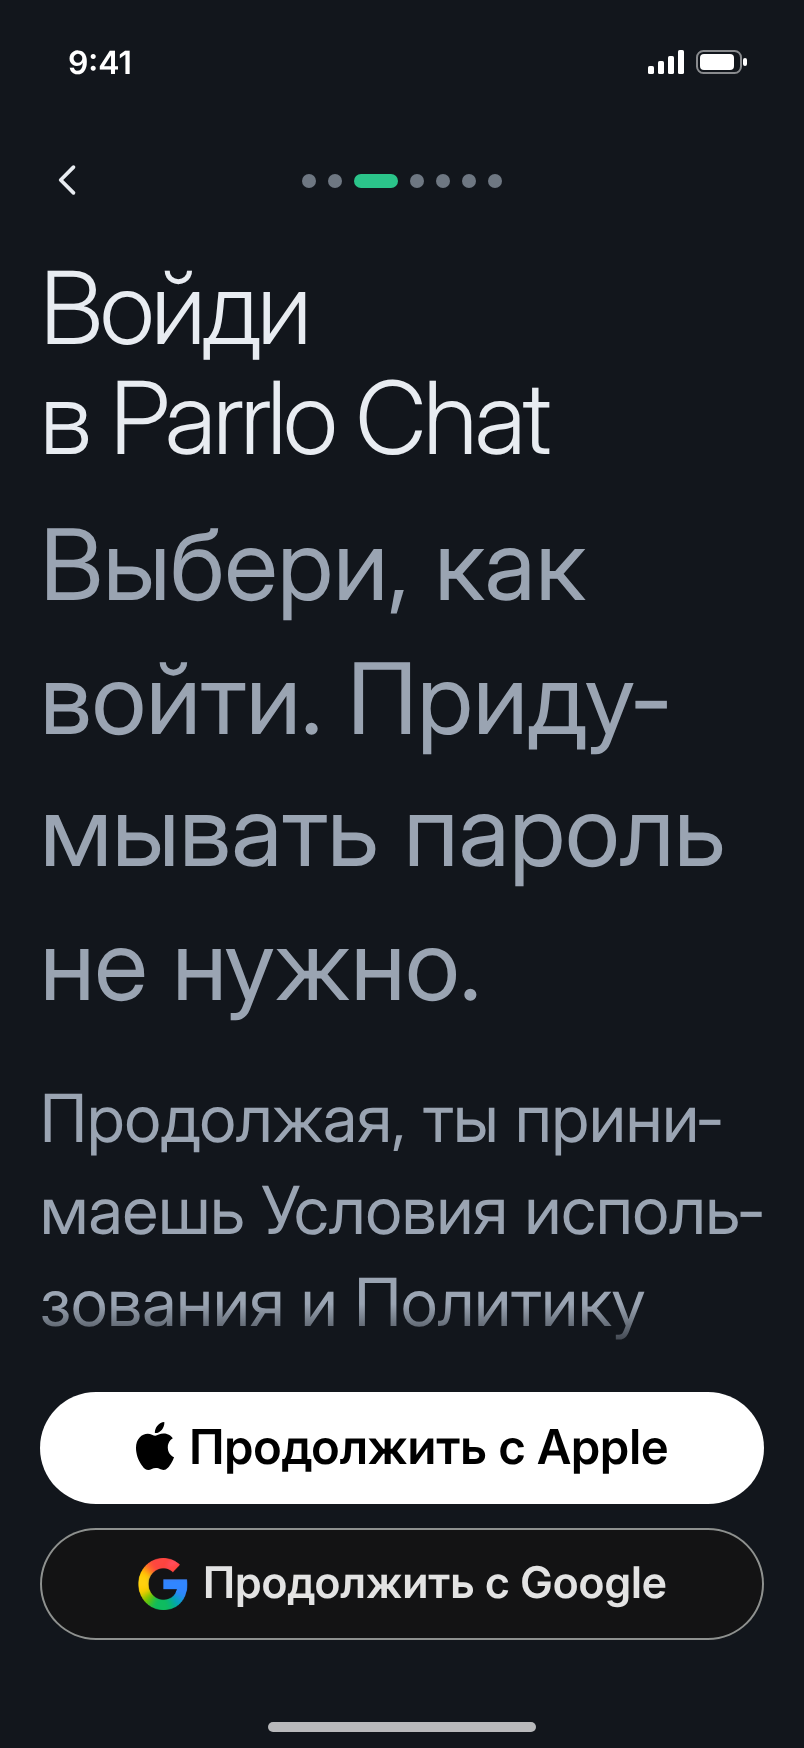 9:41
Войди
в Parrlo Chat
Выбери, как
войти. Приду-
мывать пароль
не нужно.
Продолжая, ты прини-
маешь Условия исполь-
зования и Политику
Продолжить с Apple
Продолжить с Google